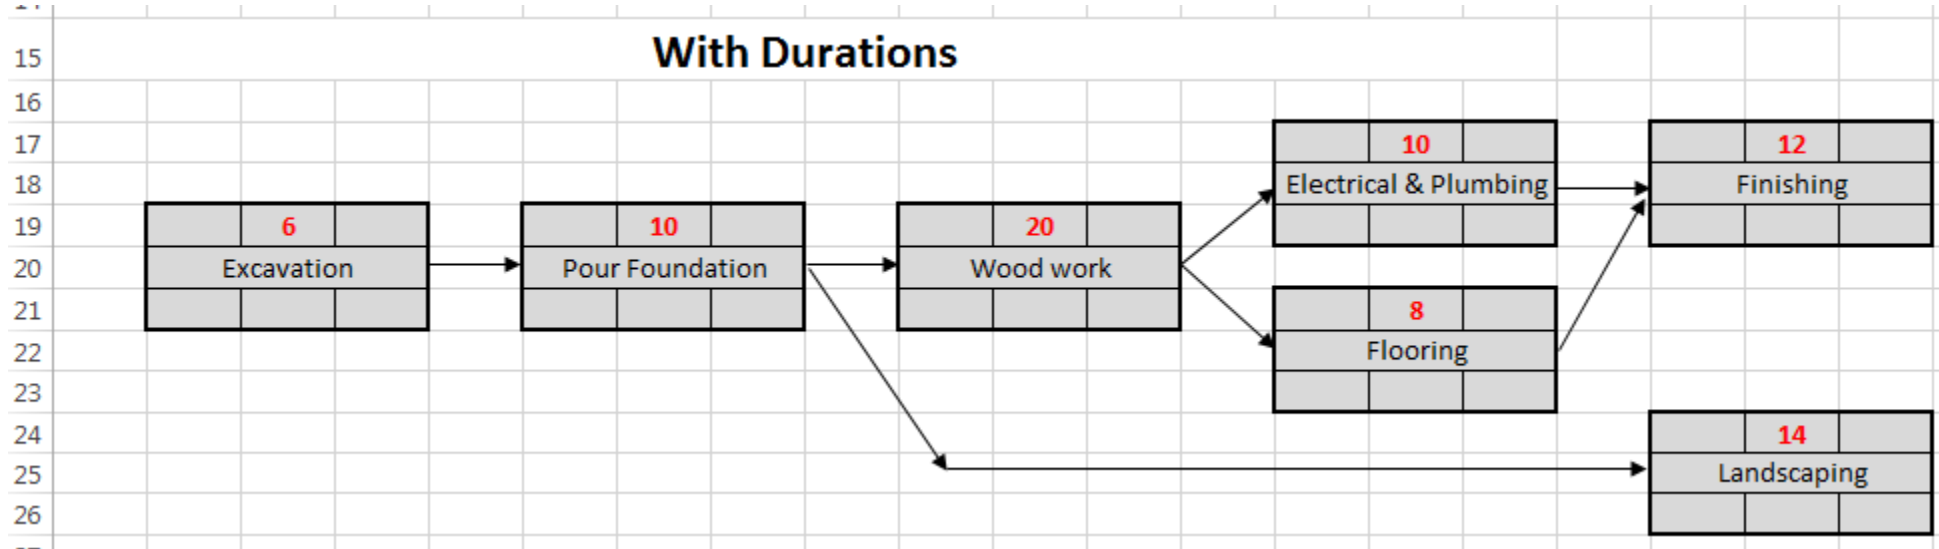 15 With Durations
16
17 10 12
18 Electrical & Plumbing Finishing
19 6 10 20
20 Excavation Pour Foundation Wood work
21 8
22 Flooring
23
24 14
25 Landscaping
26